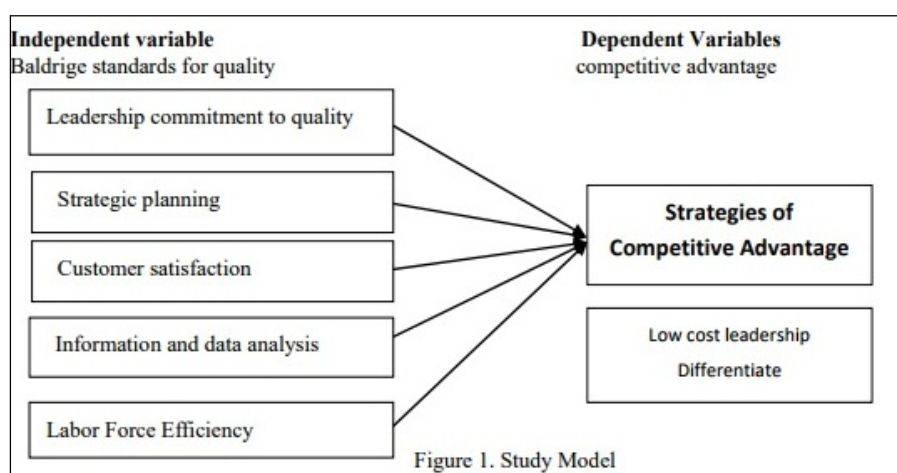 Independent variable
Baldrige standards for quality
Dependent Variables
competitive advantage
Leadership commitment to quality
Strategic planning
Customer satisfaction
Information and data analysis
Labor Force Efficiency
Strategies of
Competitive Advantage
Low cost leadership
Differentiate
Figure 1. Study Model